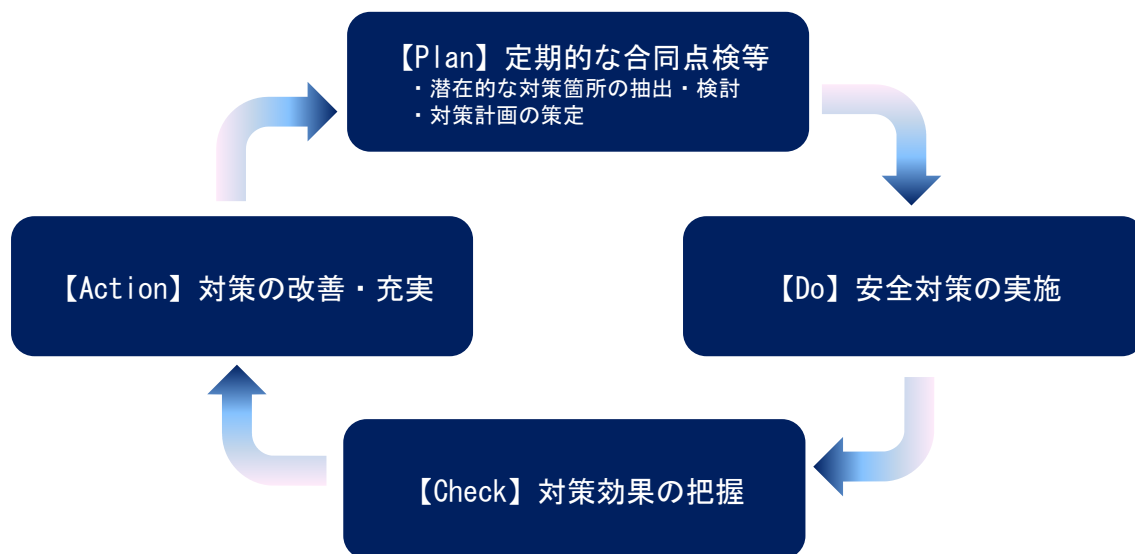 【Plan】定期的な合同点検等
・潜在的な対策箇所の抽出・検討
・対策計画の策定
【Do】安全対策の実施
【Check】対策効果の把握
【Action】対策の改善・充実